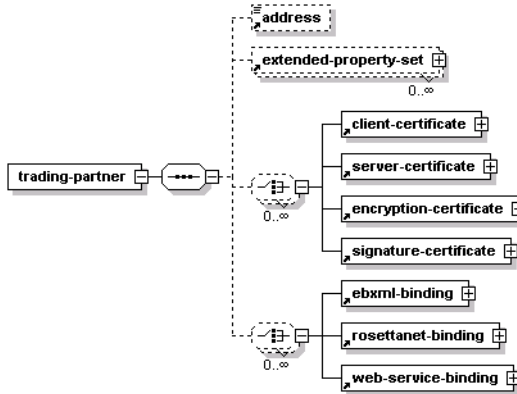 address
extended-property-set
0..∞
client-certificate
server-certificate
trading-partner
0..∞
encryption-certificate
signature-certificate
ebxml-binding
rosettanet-binding
0..∞
web-service-binding